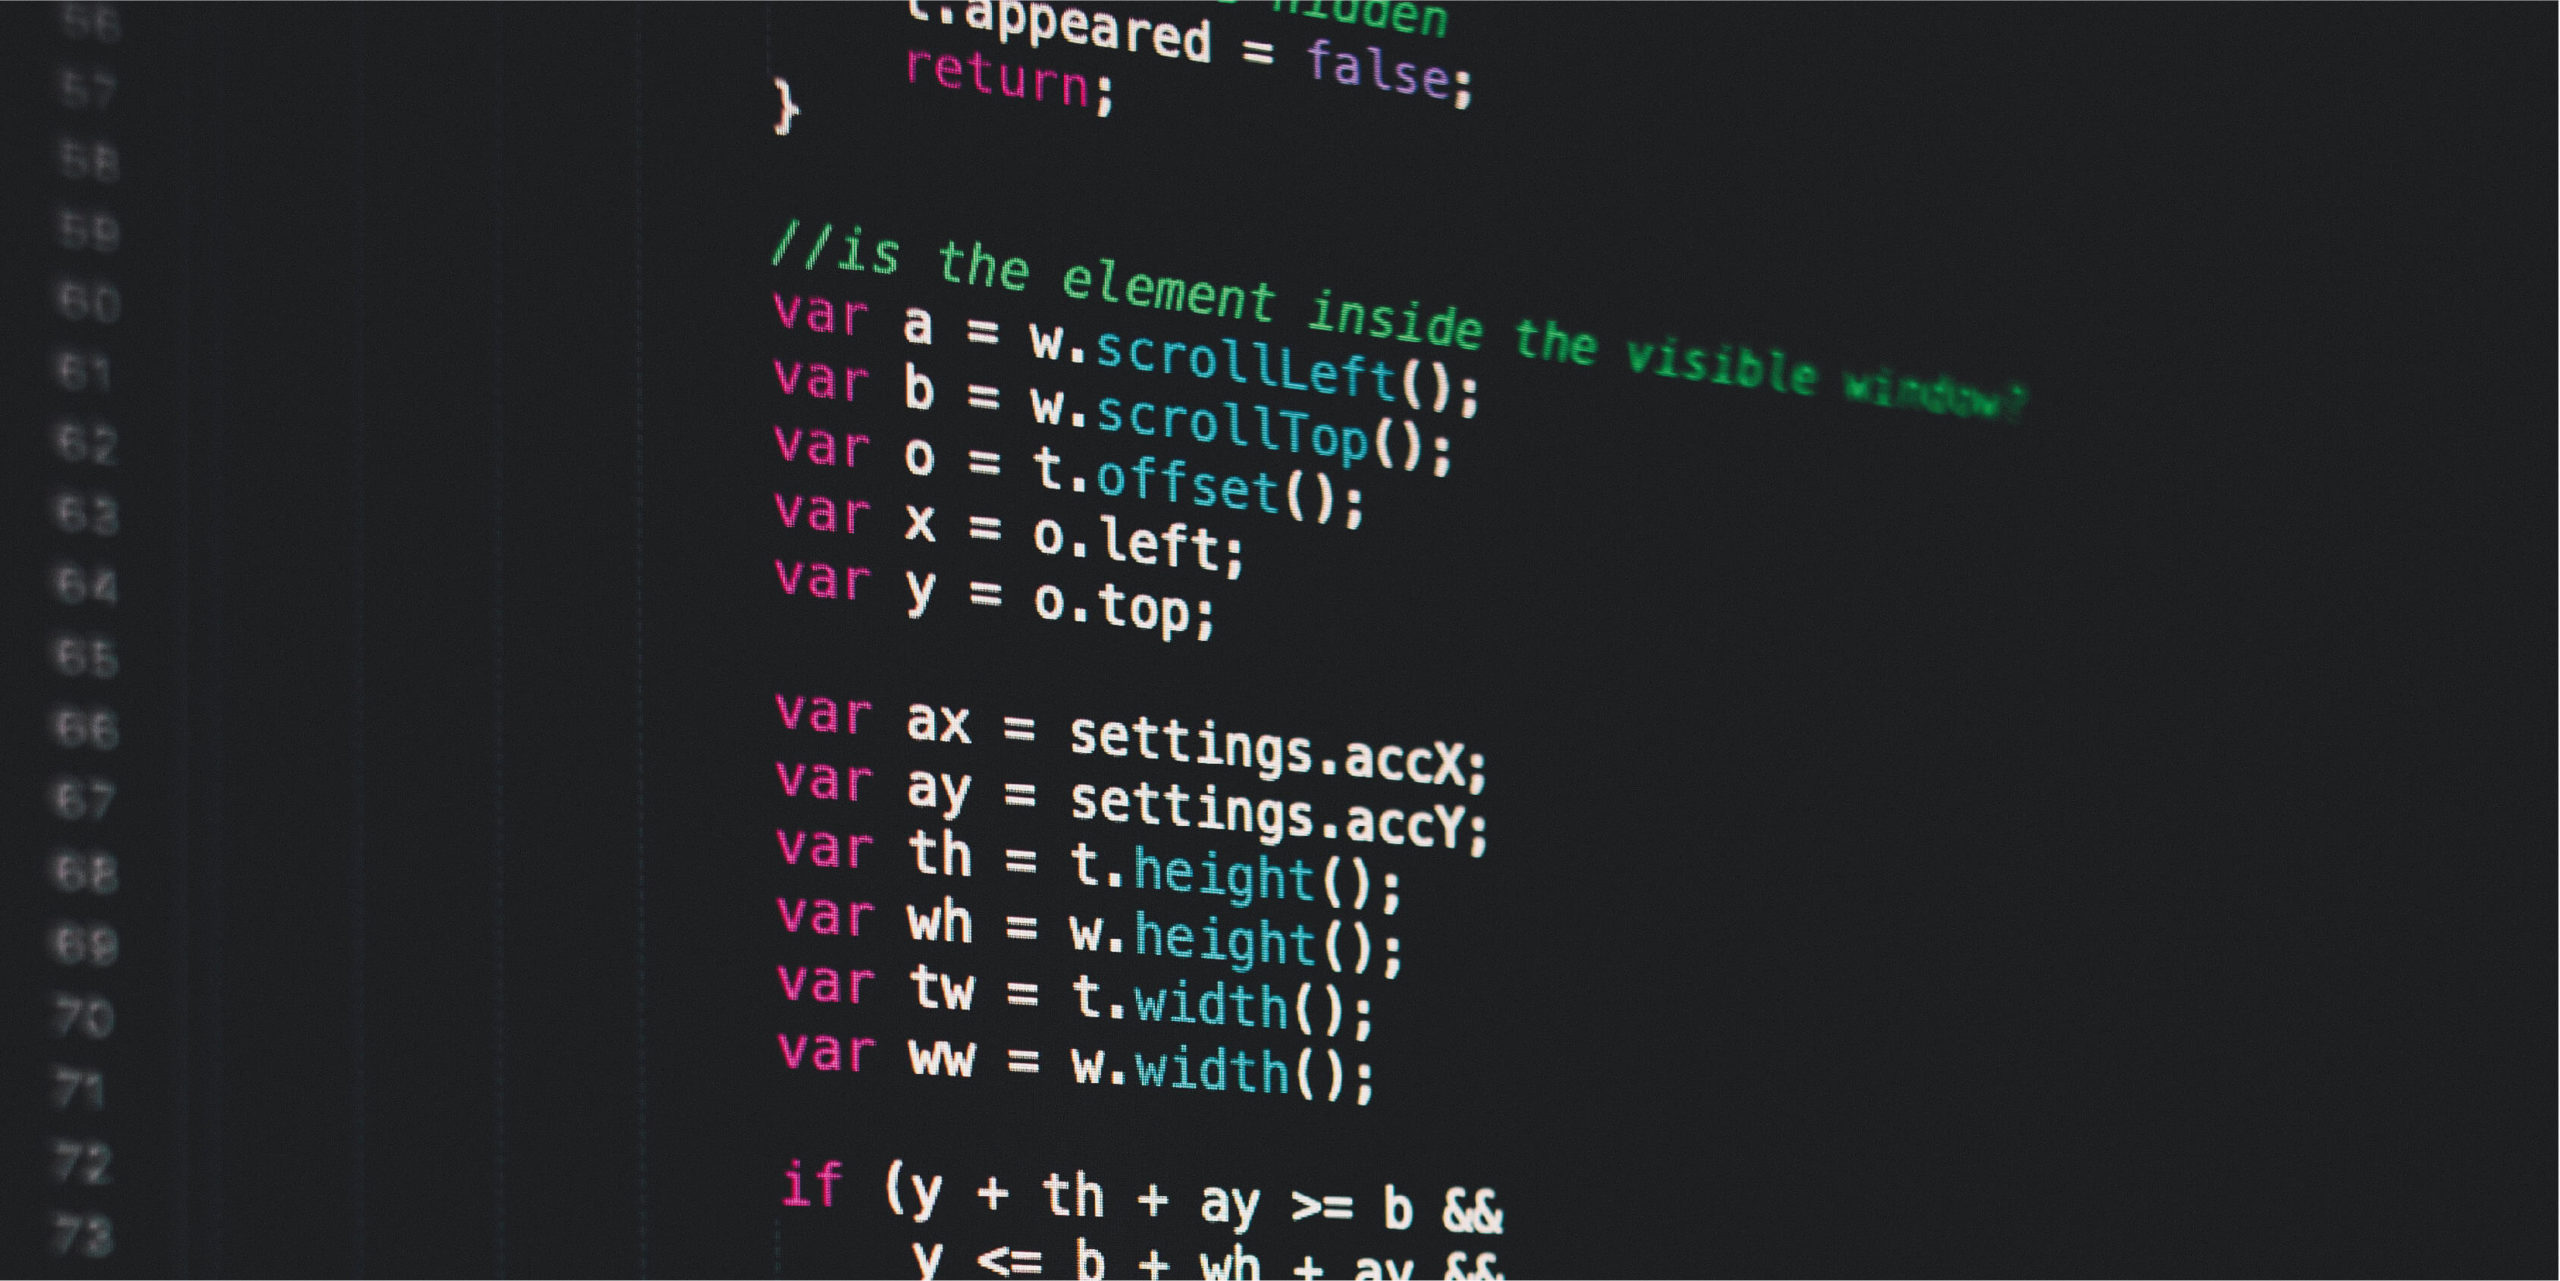 56
hidden
t.appeared = false;
57
return;
58
}
59
60
//is the element inside the visible window?
61
var a = w.scrollLeft();
62
var b = w.scrollTop();
63
var o = t.offset();
64
var x = o.left;
65
var y = o.top;
66
67
var ax = settings.accX;
68
var ay = settings.accY;
69
var th = t.height();
70
var wh = w.height();
71
var tw = t.width();
72
var ww = w.width();
73
if (y + th + ay >= b &&
y <= b + wh + ay &&